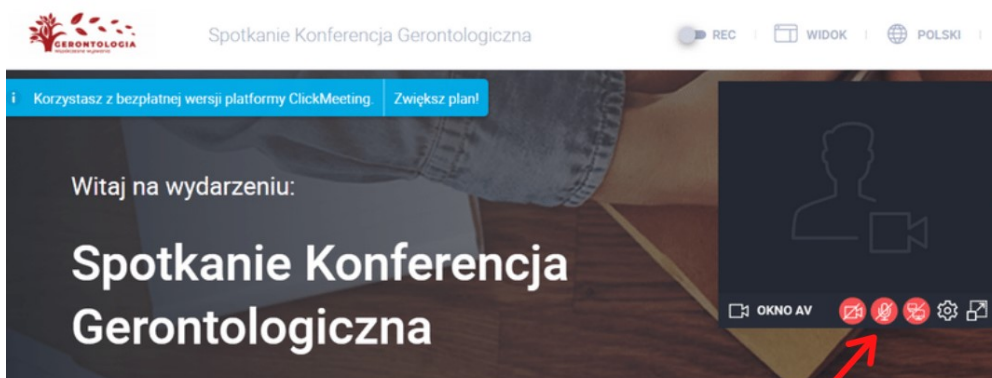 GERONTOLOGIA
Spotkanie Konferencja Gerontologiczna
REC
WIDOK
POLSKI
i Korzystasz z bezpłatnej wersji platformy ClickMeeting. Zwiększ plan!
Witaj na wydarzeniu:
Spotkanie Konferencja
Gerontologiczna
OKNO AV